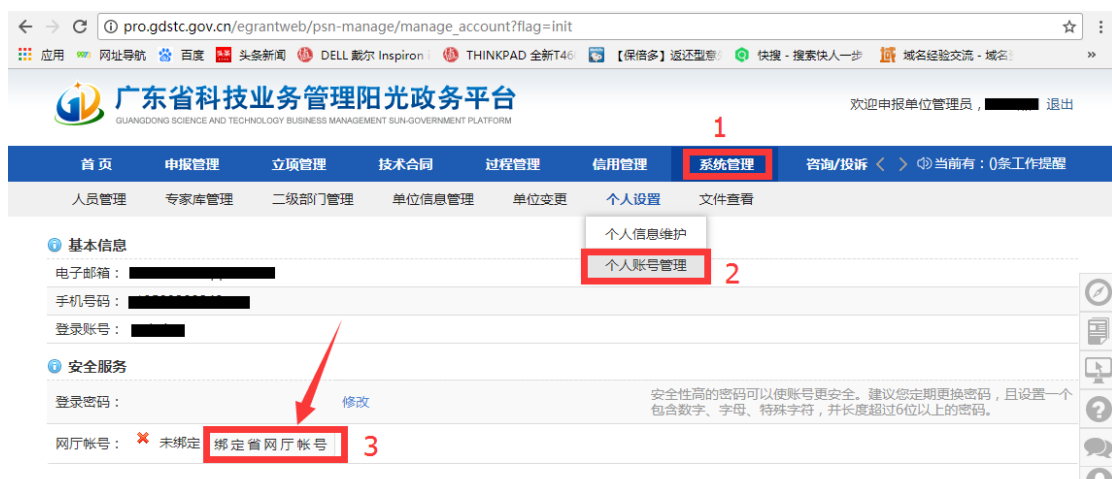 pro.gdstc.gov.cn/egrantweb/psn-manage/manage_account?flag=init
应用 网址导航 百度 头条新闻 DELL 戴尔 Inspiron THINKPAD 全新T46 【保倍多】返还型意 快搜 - 搜索快人一步 域名经验交流 - 域名
广东省科技业务管理阳光政务平台
GUANGDONG SCIENCE AND TECHNOLOGY BUSINESS MANAGEMENT SUN-GOVERNMENT PLATFORM
欢迎申报单位管理员, 退出
1
首页 申报管理 立项管理 技术合同 过程管理 信用管理 系统管理 咨询/投诉 当前有:0条工作提醒
人员管理 专家库管理 二级部门管理 单位信息管理 单位变更 个人设置 文件查看
个人信息维护
个人账号管理 2
基本信息
电子邮箱:
手机号码:
登录账号:
安全服务
登录密码: 修改 安全性高的密码可以使账号更安全。建议您定期更换密码,且设置一个
包含数字、字母、特殊字符,并长度超过6位以上的密码。
网厅帐号: 未绑定 绑定省网厅帐号 3